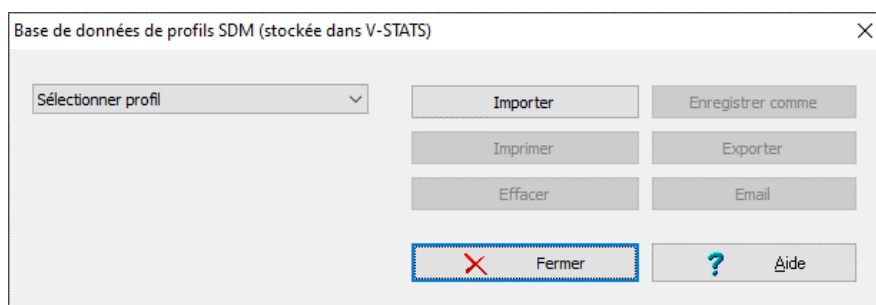 Base de données de profils SDM (stockée dans V-STATS)
Sélectionner profil
Importer
Enregistrer comme
Imprimer
Exporter
Effacer
Email
Fermer
? Aide